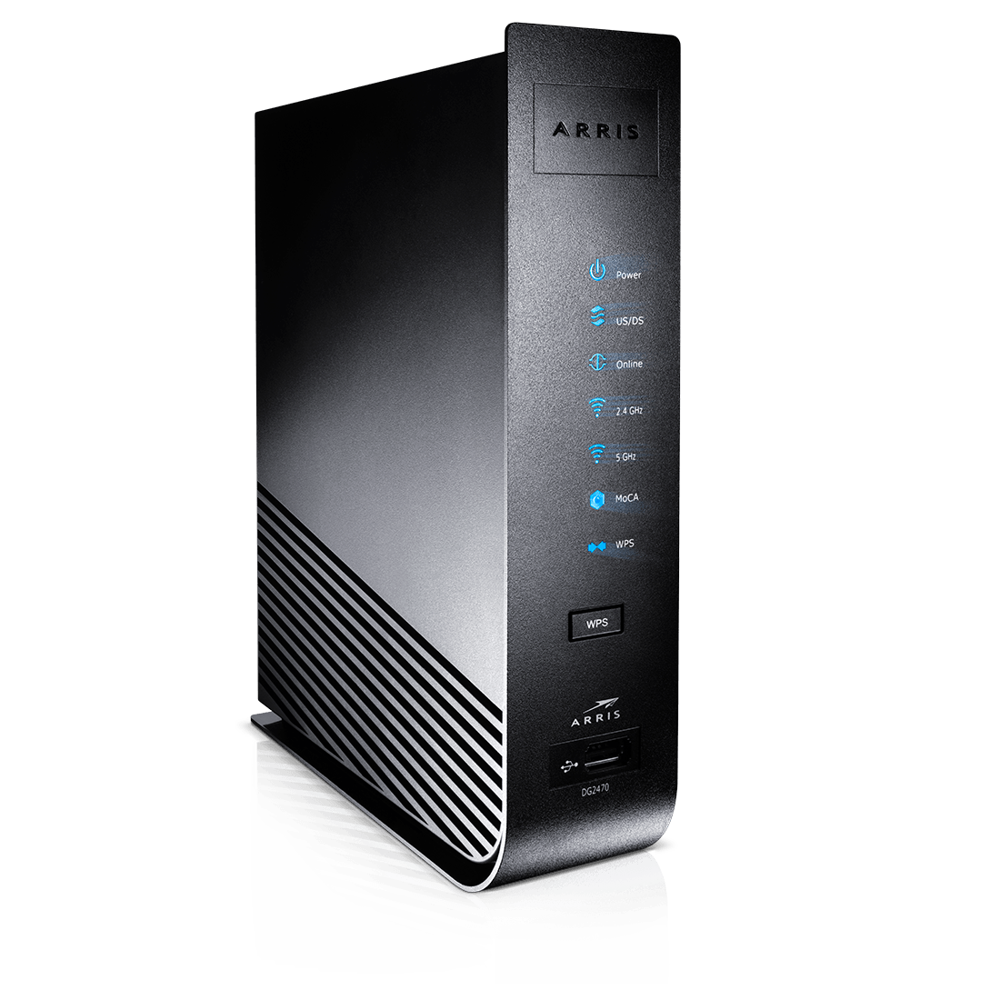 ARRIS
Power
US/DS
Online
2.4 GHz
5 GHz
MoCA
WPS
WPS
ARRIS
DG2470